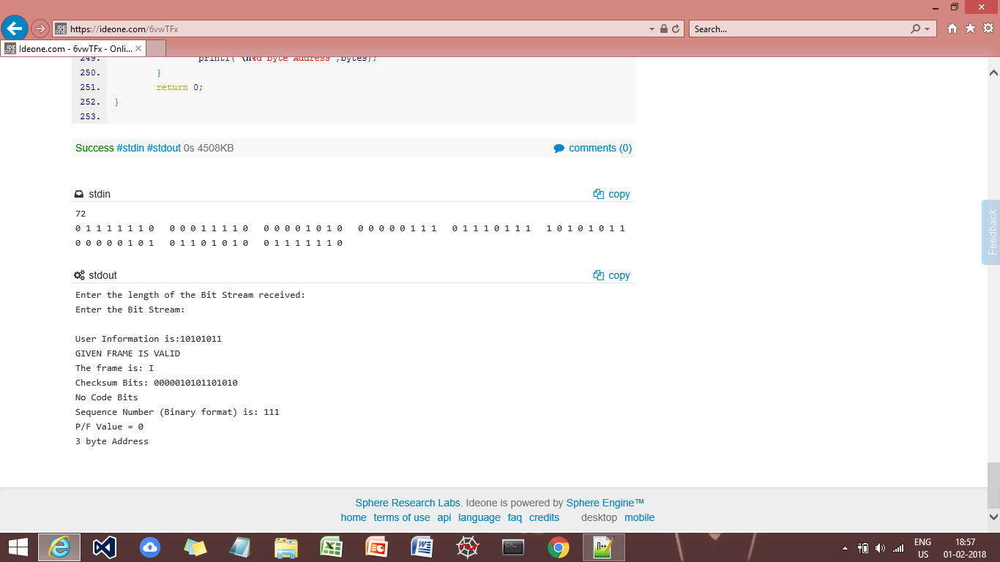 https://ideone.com/6vwTFx
Search...
Ideone.com - 6vwTFx - Onli...
249. printf("\n%d byte Address",bytes);
250. }
251. return 0;
252. }
253.
Success #stdin #stdout 0s 4508KB
comments (0)
stdin
copy
72
0 1 1 1 1 1 1 0 0 0 0 1 1 1 1 0 0 0 0 0 1 0 1 0 0 0 0 0 0 1 1 1 0 1 1 1 0 1 1 1 1 0 1 0 1 0 1 1
0 0 0 0 0 1 0 1 0 1 1 0 1 0 1 0 0 1 1 1 1 1 1 0
stdout
copy
Enter the length of the Bit Stream received:
Enter the Bit Stream:
User Information is:10101011
GIVEN FRAME IS VALID
The frame is: I
Checksum Bits: 0000010101101010
No Code Bits
Sequence Number (Binary format) is: 111
P/F Value = 0
3 byte Address
Feedback
Sphere Research Labs. Ideone is powered by Sphere Engine™
home terms of use api language faq credits desktop mobile
ENG
US
18:57
01-02-2018